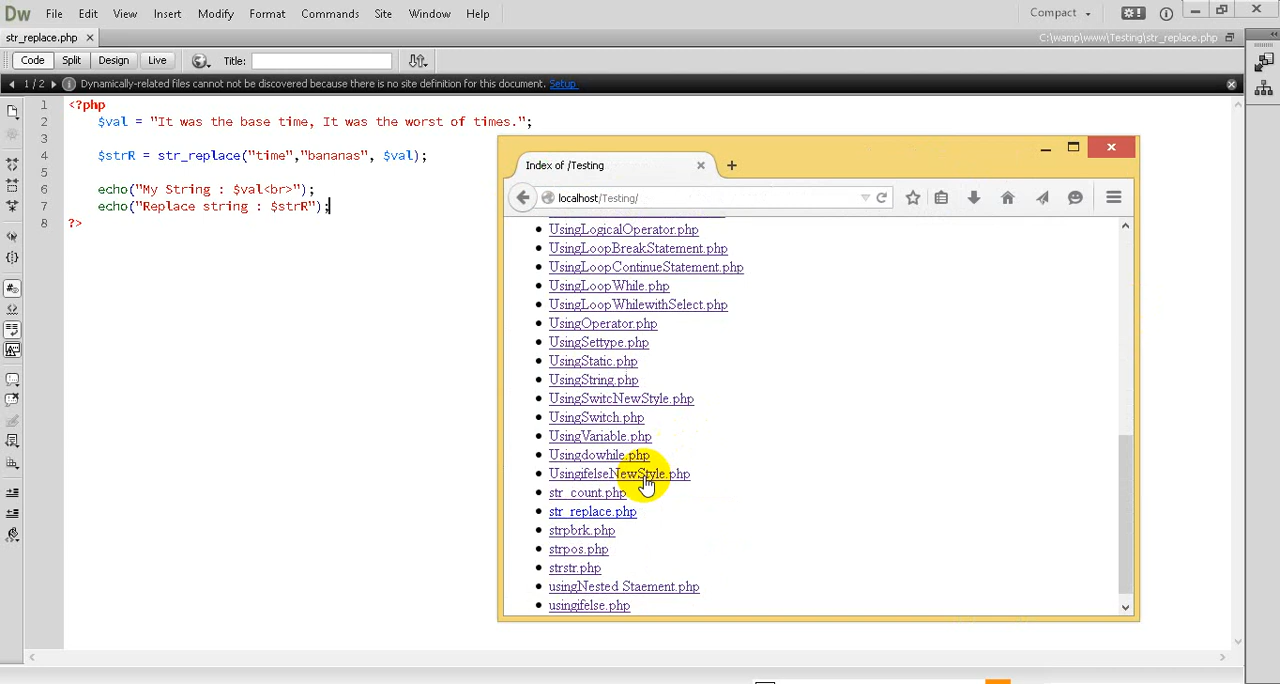 Dw File Edit View Insert Modify Format Commands Site Window Help Compact
str_replace.php C:\wamp\www\Testing\str_replace.php
Code Split Design Live Title:
1 / 2 Dynamically-related files cannot not be discovered because there is no site definition for this document. Setup
1 <?php
2 $val = "It was the base time, It was the worst of times.";
3
4 $strR = str_replace("time","bananas", $val);
5
6 echo("My String : $val<br>");
7 echo("Replace string : $strR");
8 ?>
Index of /Testing
localhost/Testing/
UsingLogicalOperator.php
UsingLoopBreakStatement.php
UsingLoopContinueStatement.php
UsingLoopWhile.php
UsingLoopWhilewithSelect.php
UsingOperator.php
UsingSettype.php
UsingStatic.php
UsingString.php
UsingSwitcNewStyle.php
UsingSwitch.php
UsingVariable.php
Usingdowhile.php
UsingifelseNewStyle.php
str_count.php
str_replace.php
strpbrk.php
strpos.php
strstr.php
usingNested Staement.php
usingifelse.php